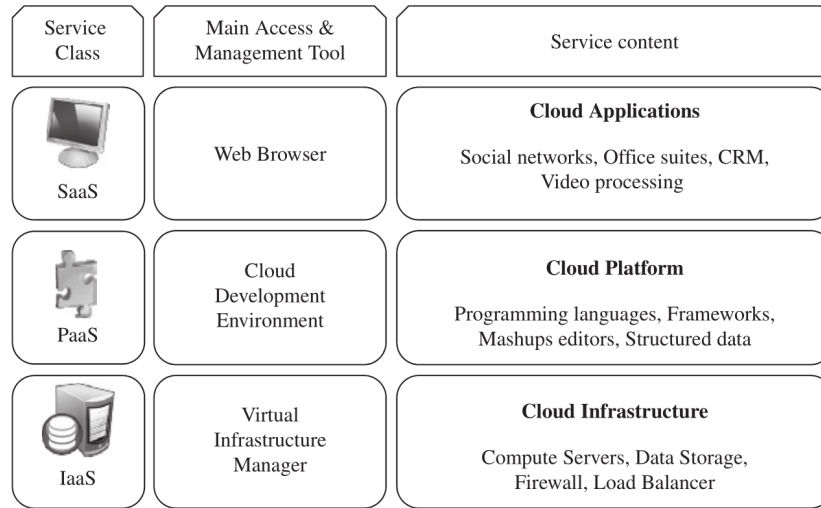 Service
Class
Main Access &
Management Tool
Service content
SaaS
Web Browser
Cloud Applications
Social networks, Office suites, CRM,
Video processing
PaaS
Cloud
Development
Environment
Cloud Platform
Programming languages, Frameworks,
Mashups editors, Structured data
IaaS
Virtual
Infrastructure
Manager
Cloud Infrastructure
Compute Servers, Data Storage,
Firewall, Load Balancer